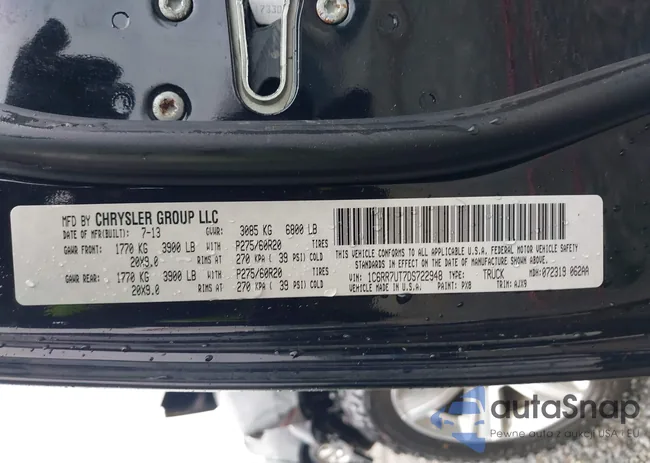 MFD BY CHRYSLER GROUP LLC
DATE OF MFR(BUILT): 7-13 GVWR: 3085 KG 6800 LB
GAWR FRONT: 1770 KG 3900 LB WITH P275/60R20 TIRES
20X9.0 RIMS AT 270 KPA ( 39 PSI) COLD
GAWR REAR: 1770 KG 3900 LB WITH P275/60R20 TIRES
20X9.0 RIMS AT 270 KPA ( 39 PSI) COLD
THIS VEHICLE CONFORMS TO ALL APPLICABLE U.S.A. FEDERAL MOTOR VEHICLE SAFETY
STANDARDS IN EFFECT ON THE DATE OF MANUFACTURE SHOWN ABOVE.
VIN: 1C6RR7UT7DS722948 TYPE: TRUCK MDH: 072319 062AA
VEHICLE MADE IN U.S.A. PAINT: PX8 TRIM: AJX9
autaSnap
Pewne auto z aukcji USA / EU